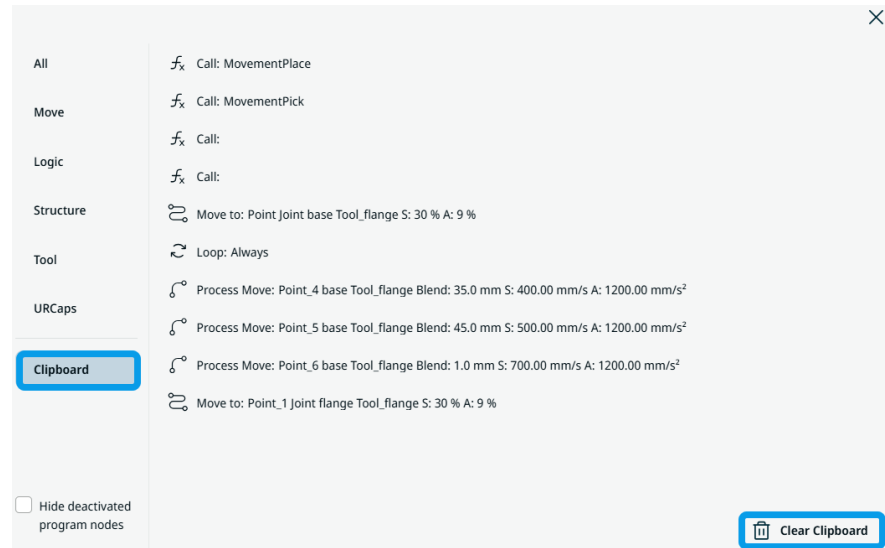 All
Move
Logic
Structure
Tool
URCaps
Clipboard
Hide deactivated
program nodes
fx Call: MovementPlace
fx Call: MovementPick
fx Call:
fx Call:
Move to: Point Joint base Tool_flange S: 30 % A: 9 %
Loop: Always
Process Move: Point_4 base Tool_flange Blend: 35.0 mm S: 400.00 mm/s A: 1200.00 mm/s²
Process Move: Point_5 base Tool_flange Blend: 45.0 mm S: 500.00 mm/s A: 1200.00 mm/s²
Process Move: Point_6 base Tool_flange Blend: 1.0 mm S: 700.00 mm/s A: 1200.00 mm/s²
Move to: Point_1 Joint flange Tool_flange S: 30 % A: 9 %
Clear Clipboard